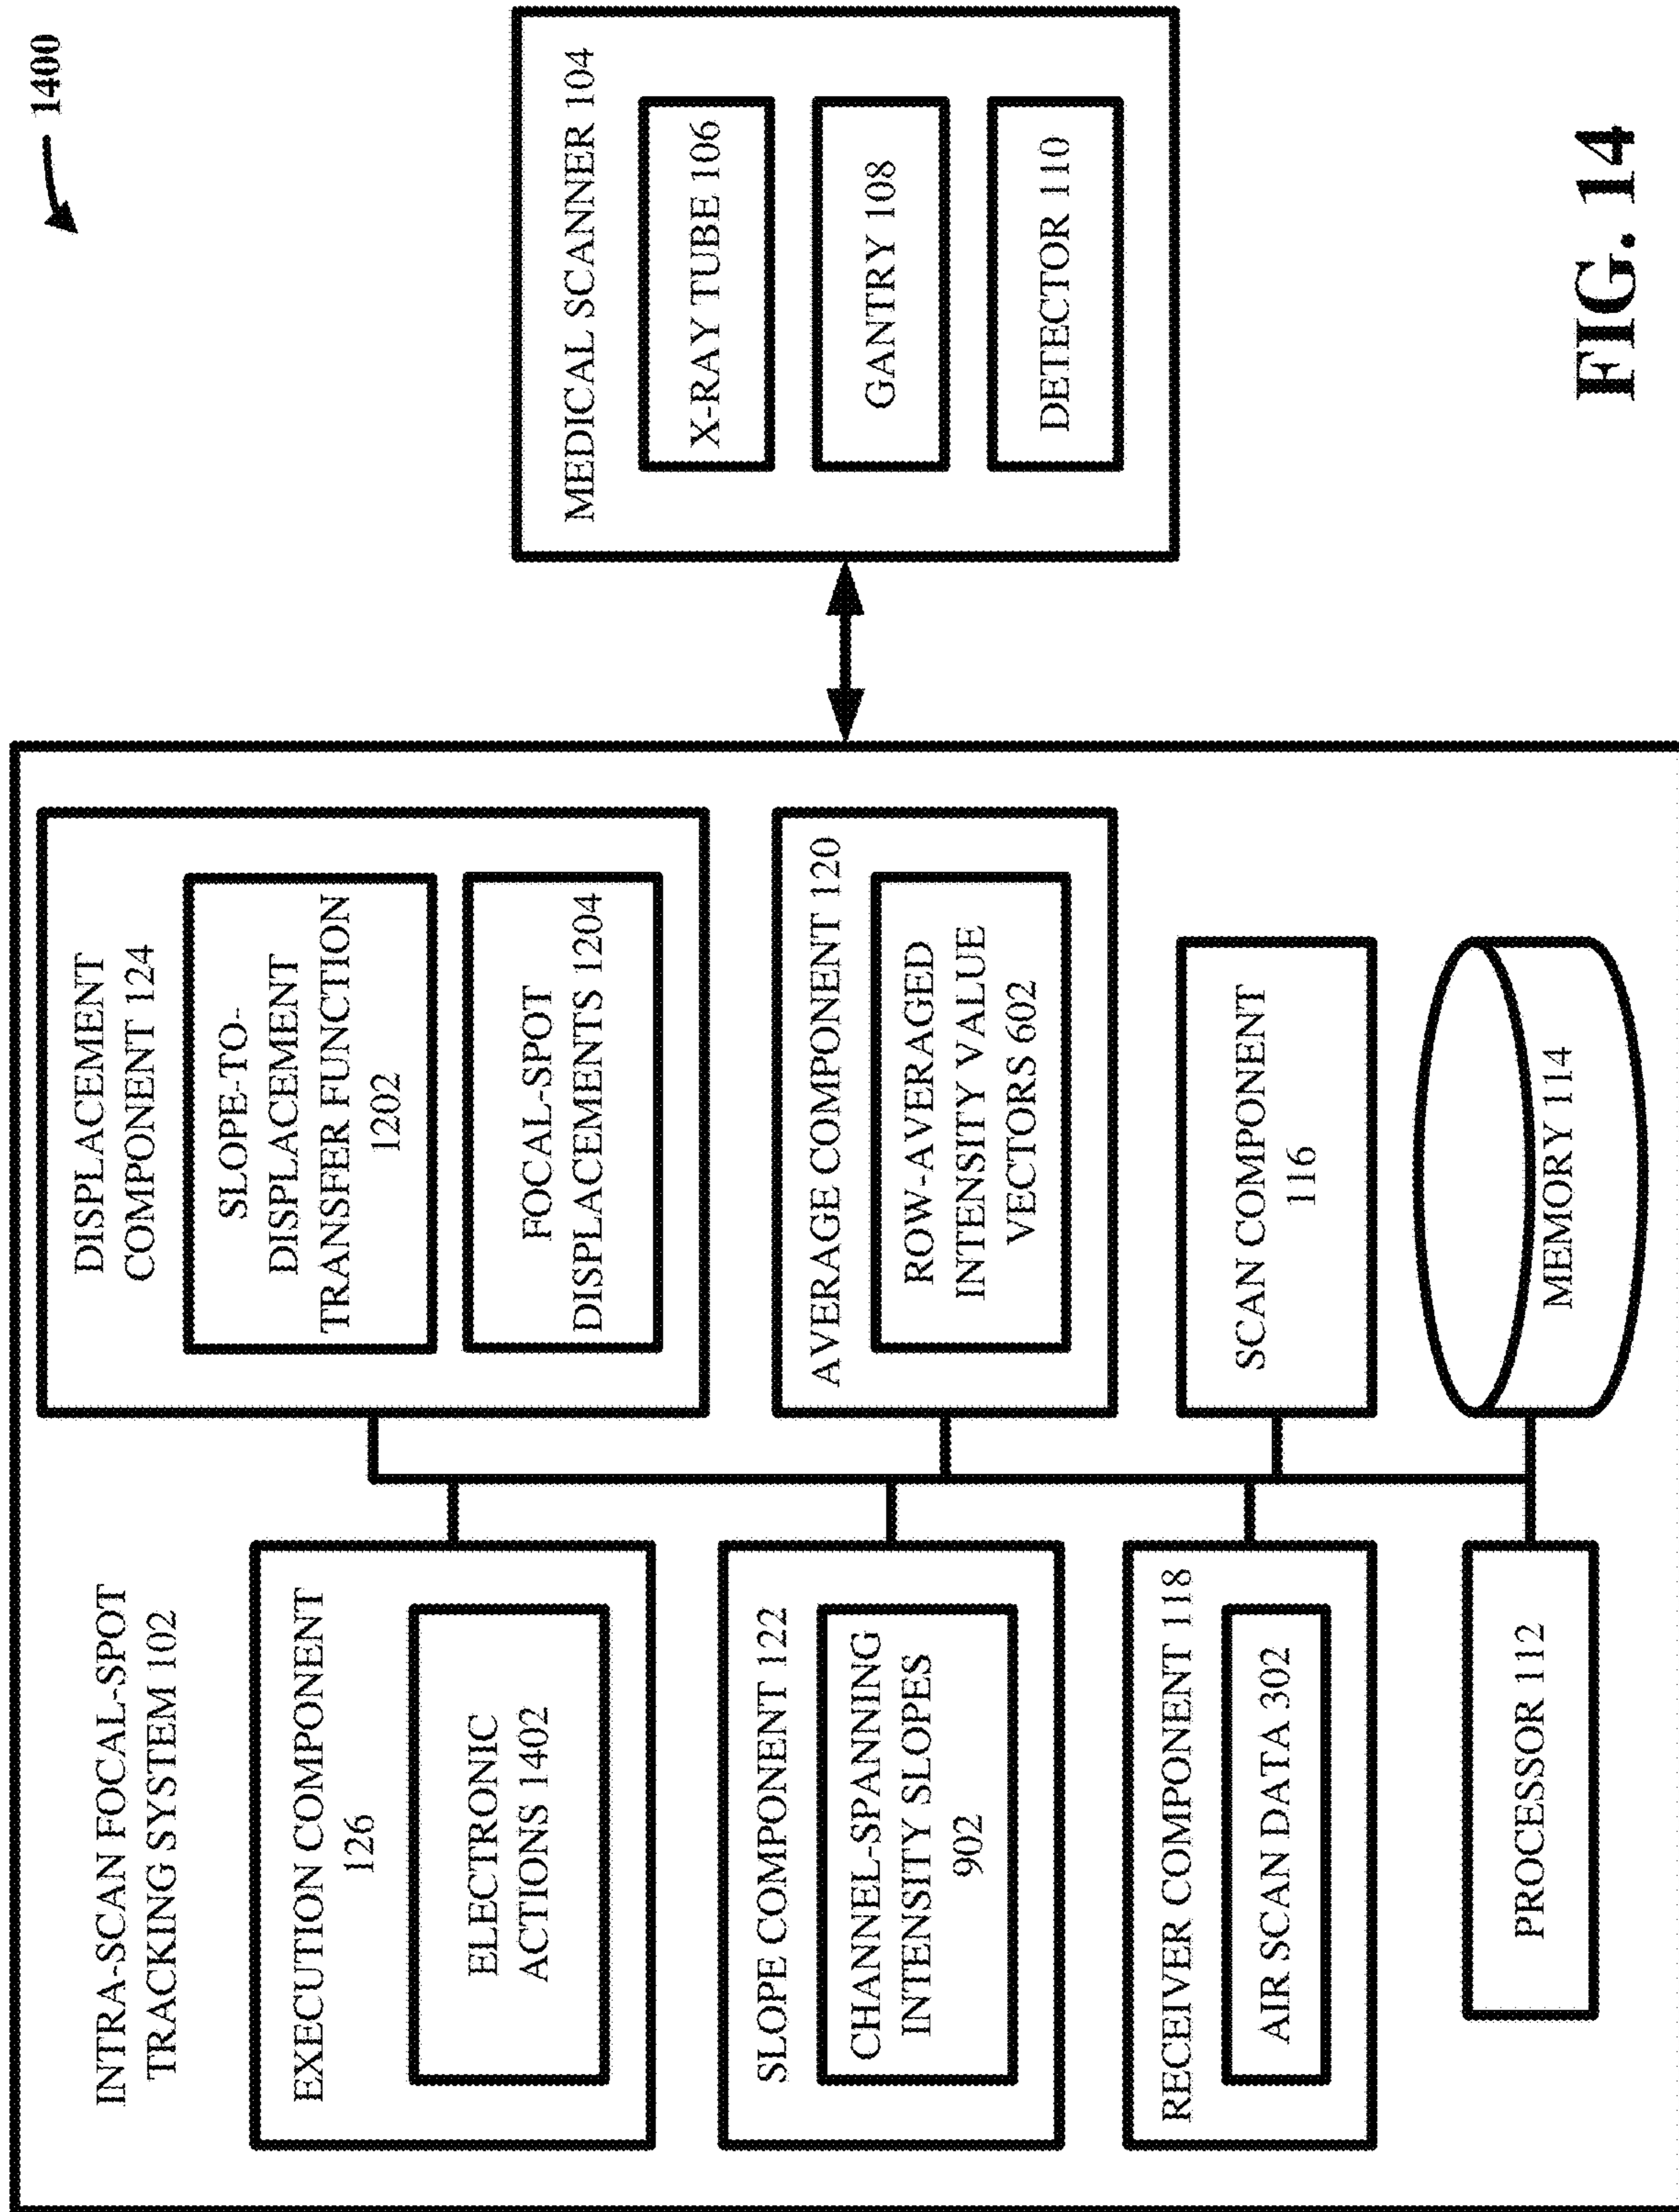 1400
INTRA-SCAN FOCAL-SPOT
TRACKING SYSTEM 102
EXECUTION COMPONENT
126
ELECTRONIC
ACTIONS 1402
SLOPE COMPONENT 122
CHANNEL-SPANNING
INTENSITY SLOPES
902
RECEIVER COMPONENT 118
AIR SCAN DATA 302
PROCESSOR 112
DISPLACEMENT
COMPONENT 124
SLOPE-TO-
DISPLACEMENT
TRANSFER FUNCTION
1202
FOCAL-SPOT
DISPLACEMENTS 1204
AVERAGE COMPONENT 120
ROW-AVERAGED
INTENSITY VALUE
VECTORS 602
SCAN COMPONENT
116
MEMORY 114
MEDICAL SCANNER 104
X-RAY TUBE 106
GANTRY 108
DETECTOR 110
FIG. 14